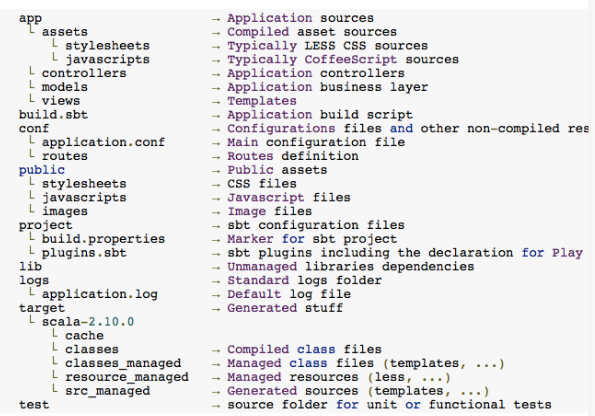 app → Application sources
└ assets → Compiled asset sources
└ stylesheets → Typically LESS CSS sources
└ javascripts → Typically CoffeeScript sources
└ controllers → Application controllers
└ models → Application business layer
└ views → Templates
build.sbt → Application build script
conf → Configurations files and other non-compiled res
└ application.conf → Main configuration file
└ routes → Routes definition
public → Public assets
└ stylesheets → CSS files
└ javascripts → Javascript files
└ images → Image files
project → sbt configuration files
└ build.properties → Marker for sbt project
└ plugins.sbt → sbt plugins including the declaration for Play
lib → Unmanaged libraries dependencies
logs → Standard logs folder
└ application.log → Default log file
target → Generated stuff
└ scala-2.10.0
└ cache
└ classes → Compiled class files
└ classes_managed → Managed class files (templates, ...)
└ resource_managed → Managed resources (less, ...)
└ src_managed → Generated sources (templates, ...)
test → source folder for unit or functional tests